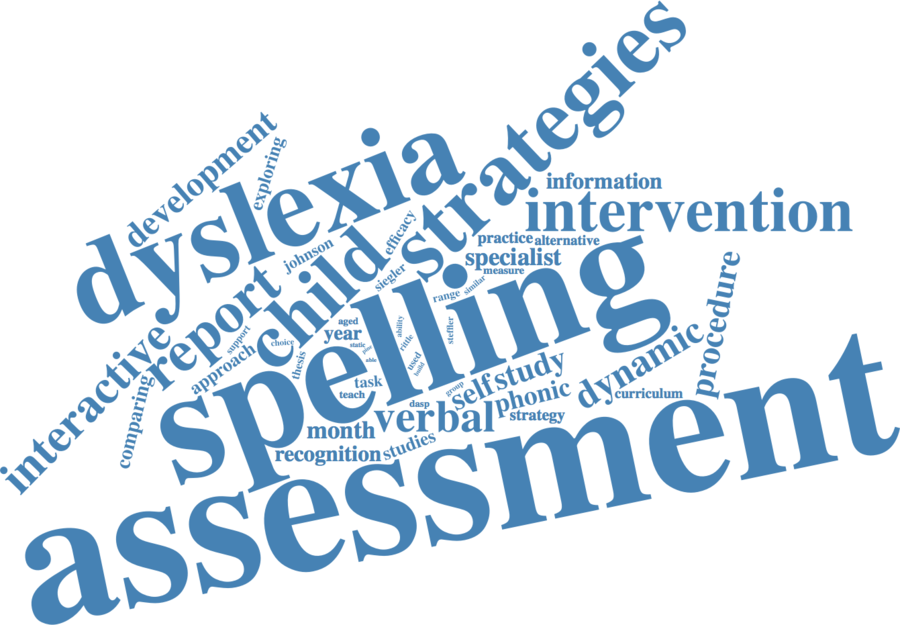 strategies
development
exploring
dyslexia
information
intervention
efficacy
practice
alternative
johnson
child
specialist
siegler
measure
procedure
similar
range
report
spelling
interactive
support
choice
aged
year
static
ability
rittle
steffler
approach
thesis
able
used
build
task
teach
group
self
study
dynamic
curriculum
comparing
dasp
verbal
phonic
strategy
month
studies
recognition
assessment